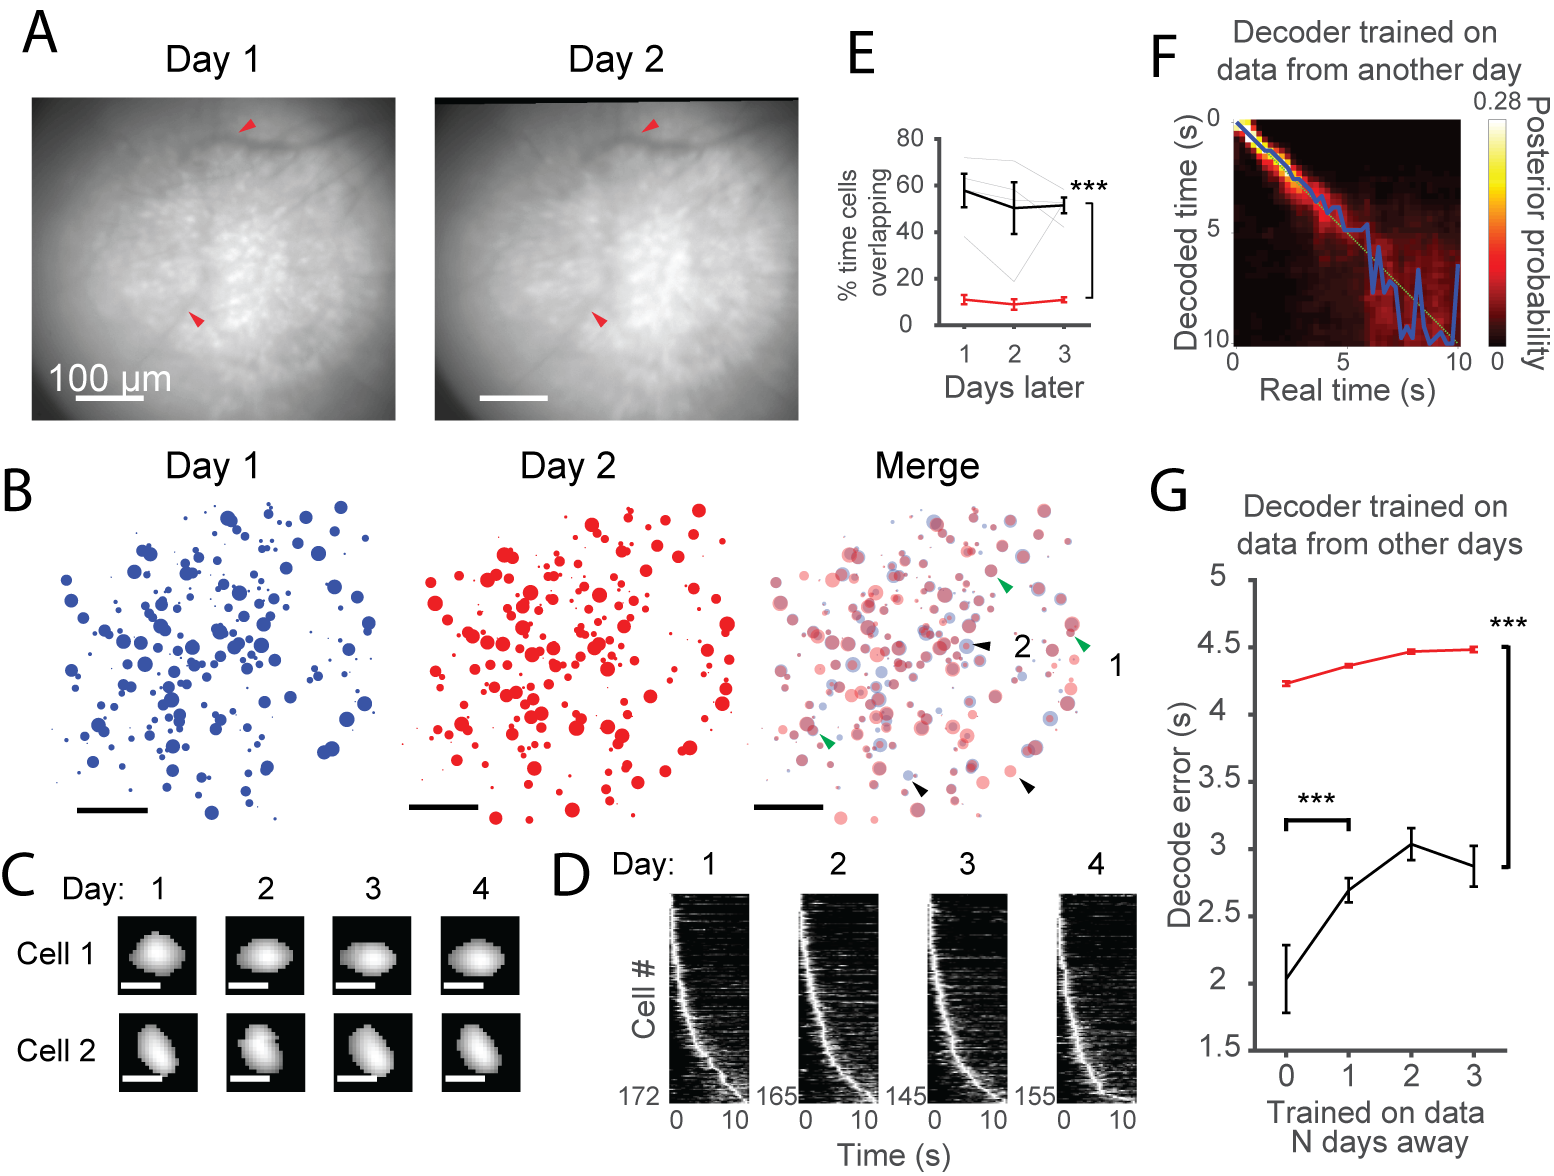 A
Day 1
Day 2
100 µm
B
Day 1
Day 2
Merge
2
1
C
Day: 1 2 3 4
Cell 1
Cell 2
D
Day: 1 2 3 4
Cell #
172 165 145 155
0 10 0 10 0 10 0 10
Time (s)
E
% time cells
overlapping
80
60
40
20
0
***
1 2 3
Days later
F
Decoder trained on
data from another day
Decoded time (s)
0
5
10
0 5 10
Real time (s)
0.28
0
Posterior probability
G
Decoder trained on
data from other days
Decode error (s)
5
4.5
4
3.5
3
2.5
2
1.5
***
***
0 1 2 3
Trained on data
N days away